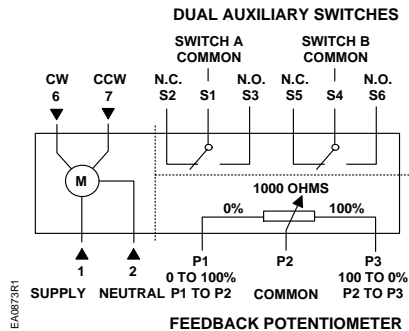 DUAL AUXILIARY SWITCHES
SWITCH A SWITCH B
COMMON COMMON
CW CCW N.C. N.O. N.C. N.O.
6 7 S2 S1 S3 S5 S4 S6
M
1000 OHMS
0% 100%
1 2 P1 P2 P3
0 TO 100% 100 TO 0%
SUPPLY NEUTRAL P1 TO P2 COMMON P2 TO P3
FEEDBACK POTENTIOMETER
EA0873R1